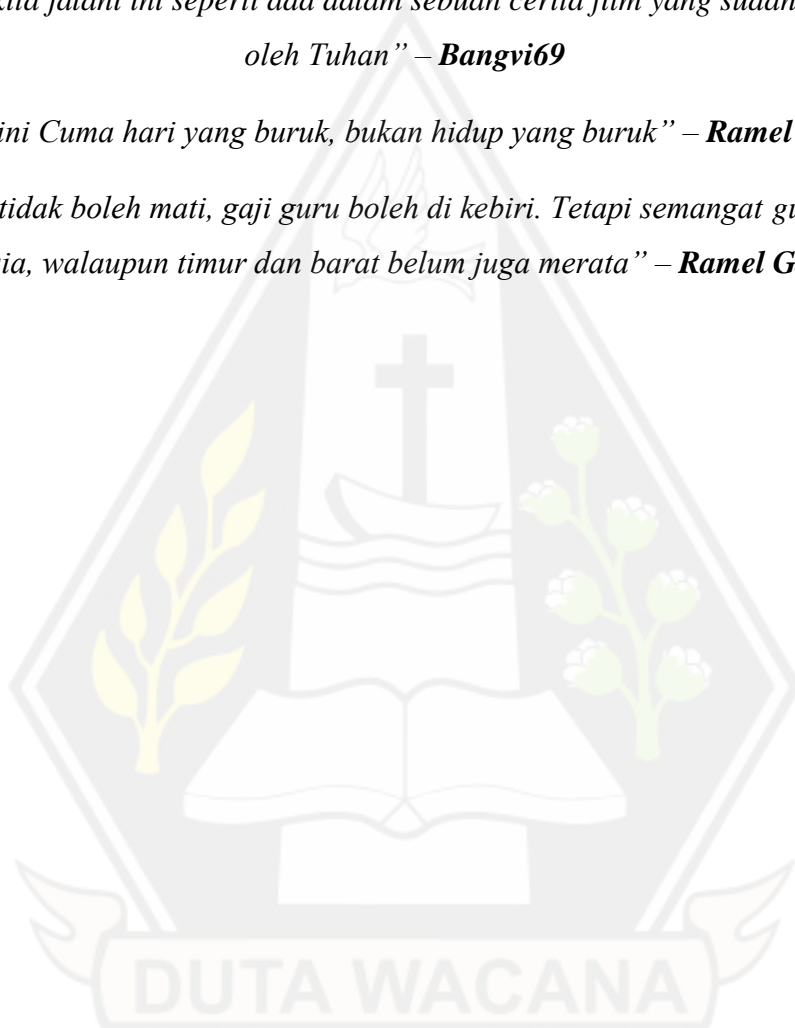 kita jalani ini seperti ada dalam sebuah cerita film yang sudah
oleh Tuhan” – Bangvi69
ini Cuma hari yang buruk, bukan hidup yang buruk” – Ramel
tidak boleh mati, gaji guru boleh di kebiri. Tetapi semangat gu
ia, walaupun timur dan barat belum juga merata” – Ramel G
DUTA WACANA